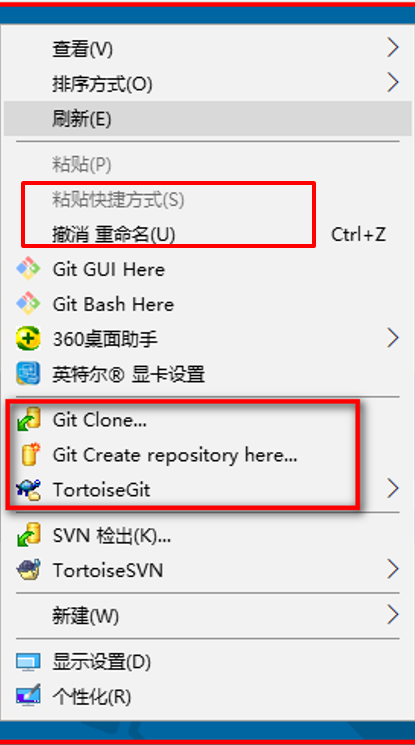 查看(V)
排序方式(O)
刷新(E)
粘贴(P)
粘贴快捷方式(S)
撤消 重命名(U) Ctrl+Z
Git GUI Here
Git Bash Here
360桌面助手
英特尔® 显卡设置
Git Clone...
Git Create repository here...
TortoiseGit
SVN 检出(K)...
TortoiseSVN
新建(W)
显示设置(D)
个性化(R)